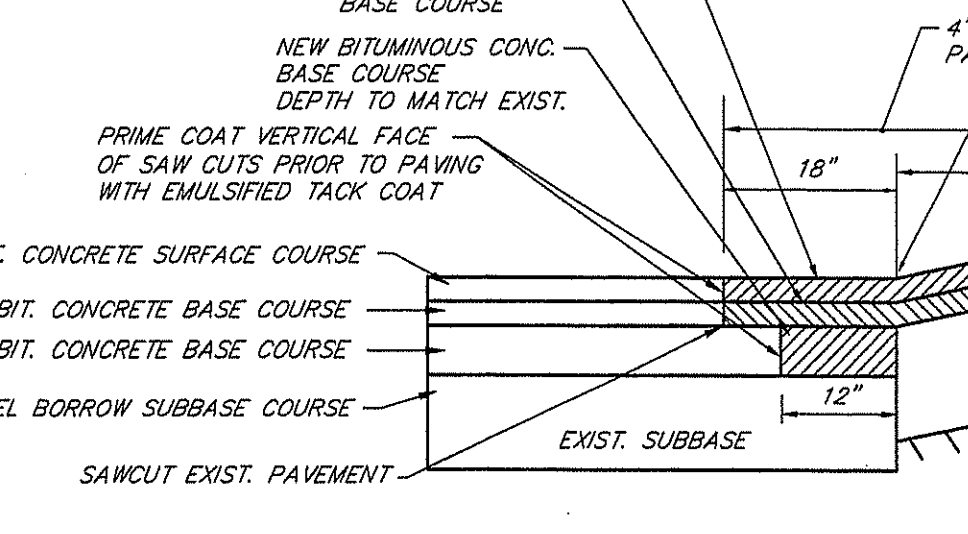 BASE COURSE
NEW BITUMINOUS CONC.
BASE COURSE
DEPTH TO MATCH EXIST.
4"
PRIME COAT VERTICAL FACE
OF SAW CUTS PRIOR TO PAVING
WITH EMULSIFIED TACK COAT
18"
CONCRETE SURFACE COURSE
BIT. CONCRETE BASE COURSE
BIT. CONCRETE BASE COURSE
BORROW SUBBASE COURSE
12"
EXIST. SUBBASE
SAWCUT EXIST. PAVEMENT